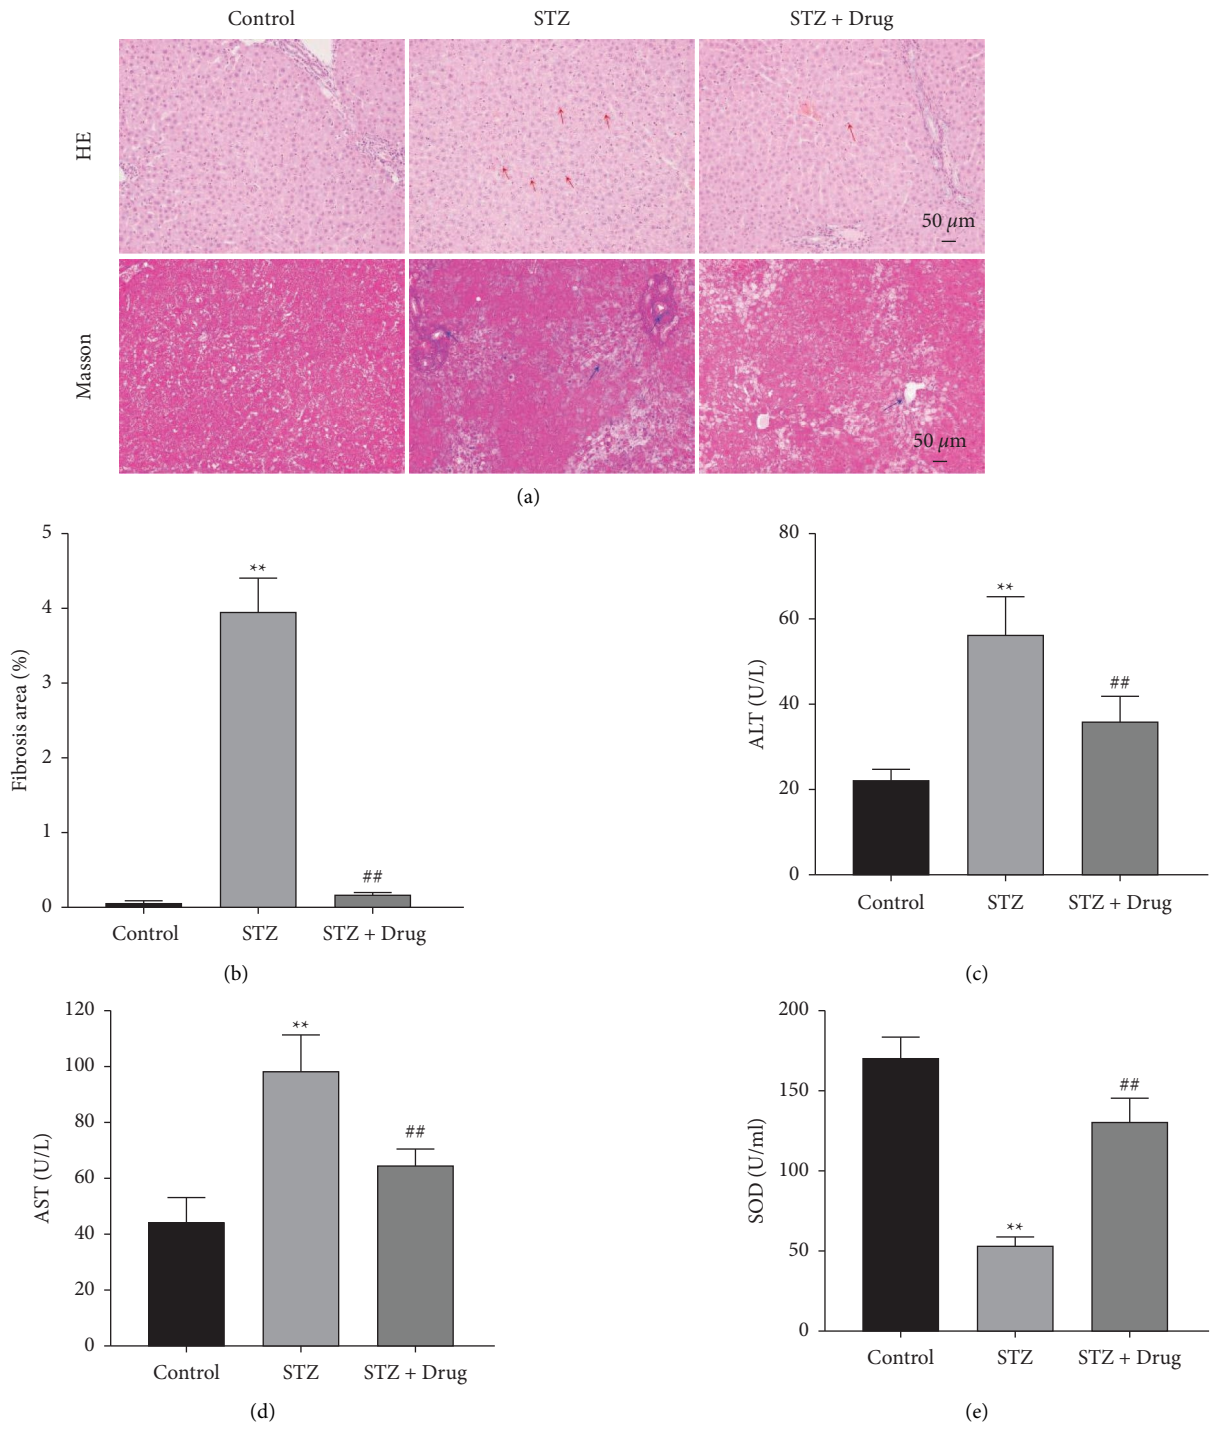 Control STZ STZ + Drug
HE
50 µm
Masson
50 µm
(a)
Fibrosis area (%)
5
4
3
2
1
0
**
##
Control STZ STZ + Drug
(b)
ALT (U/L)
80
60
40
20
0
**
##
Control STZ STZ + Drug
(c)
AST (U/L)
120
100
80
60
40
20
0
**
##
Control STZ STZ + Drug
(d)
SOD (U/ml)
200
150
100
50
0
**
##
Control STZ STZ + Drug
(e)